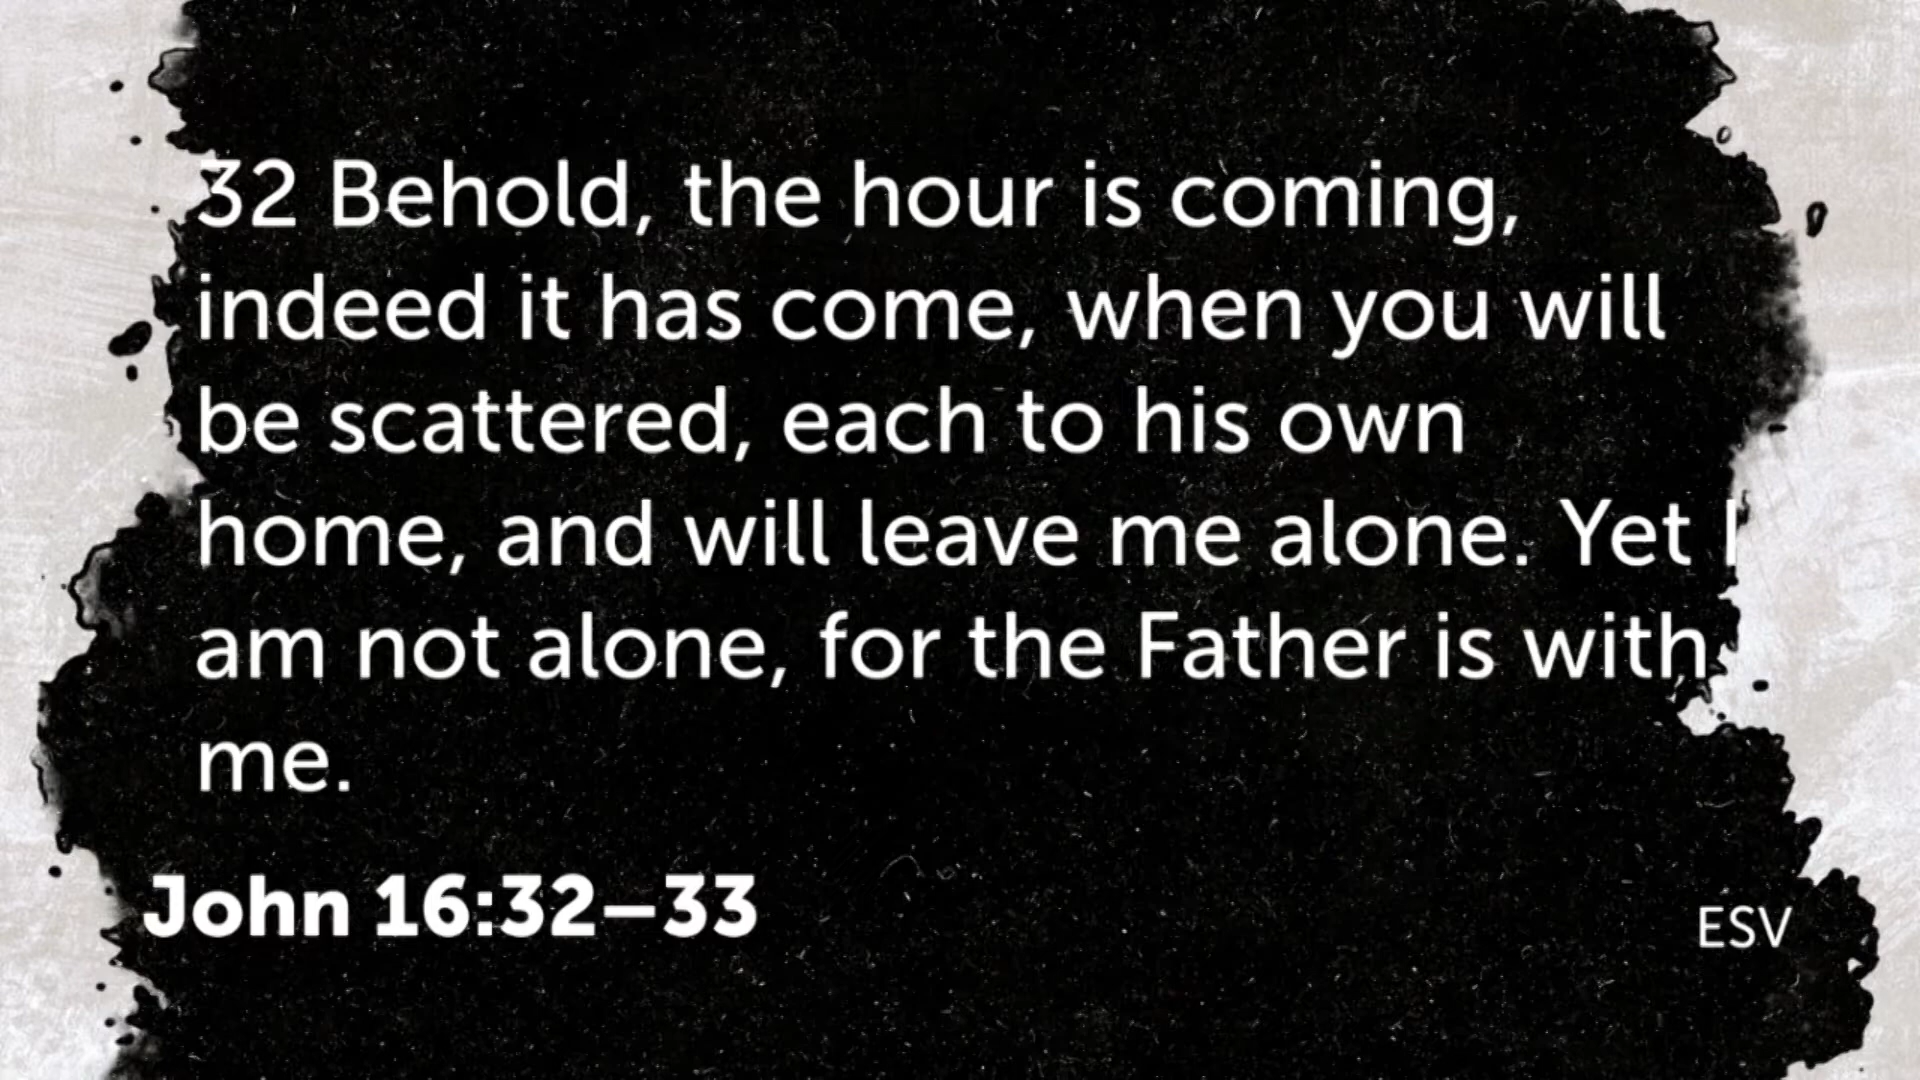 32 Behold, the hour is coming,
indeed it has come, when you will
be scattered, each to his own
home, and will leave me alone. Yet I
am not alone, for the Father is with
me.
John 16:32–33
ESV